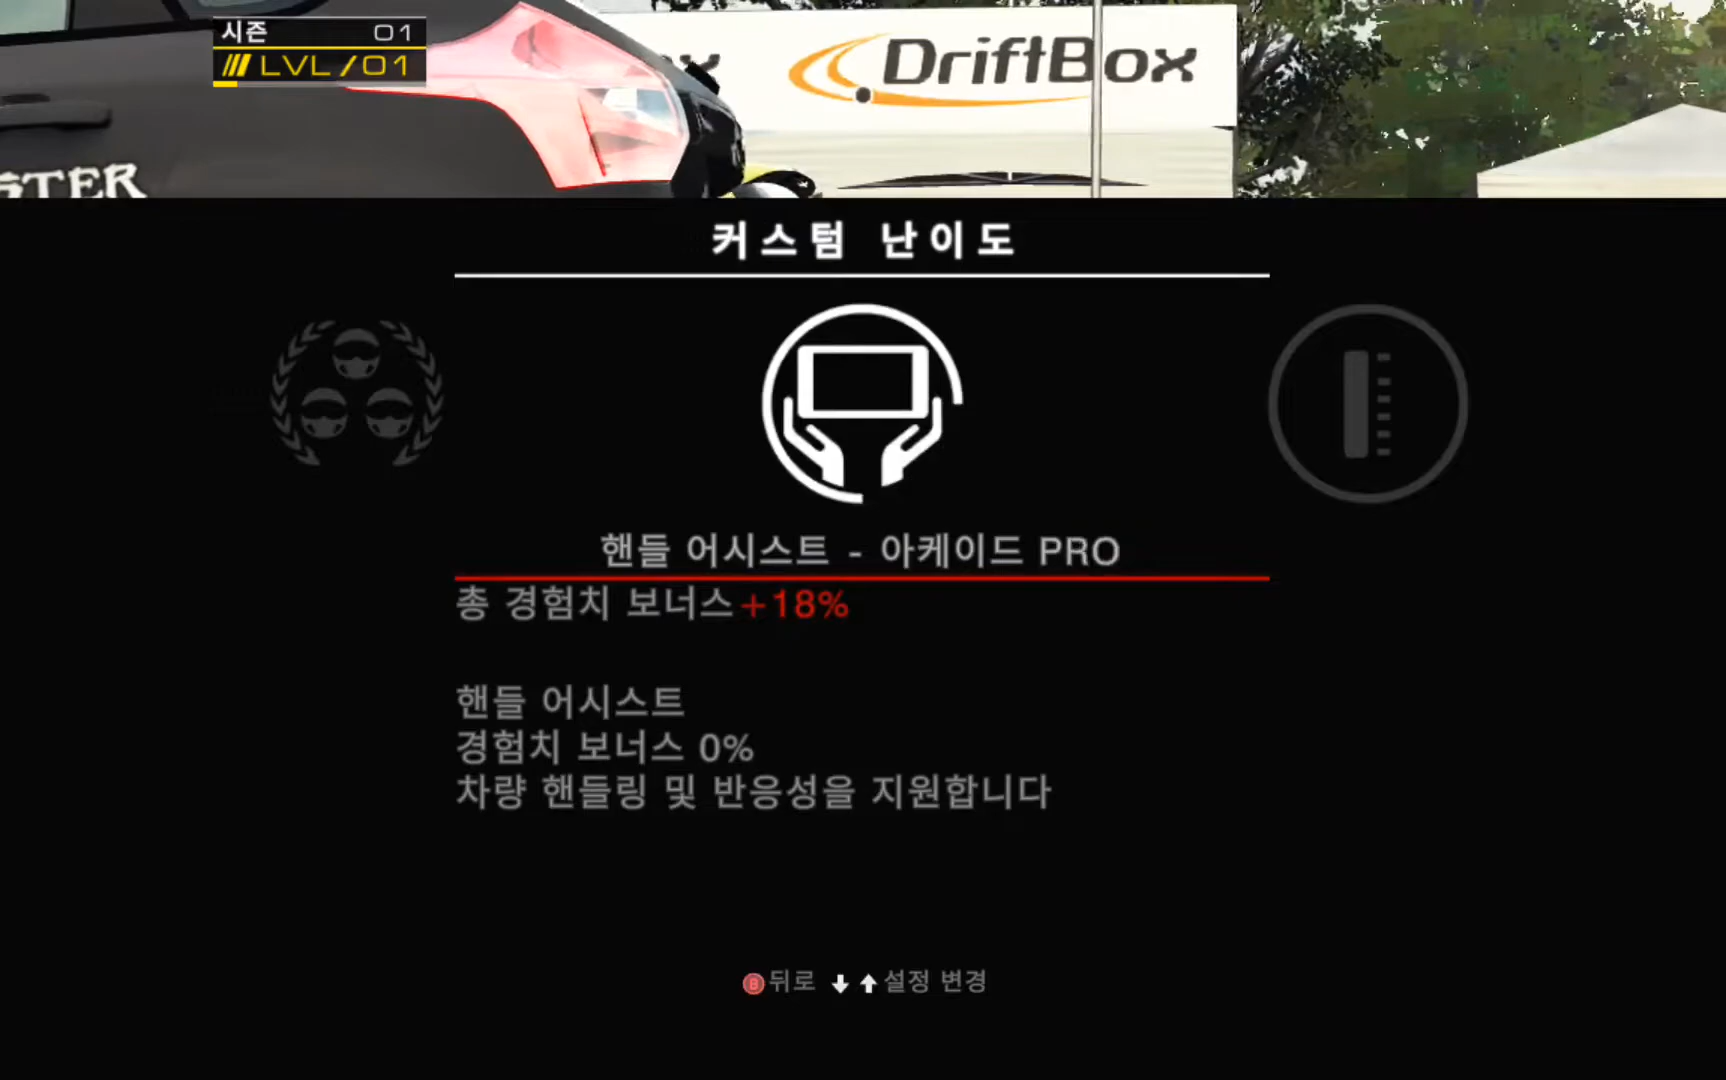 시즌 01
LVL/01
DriftBox
STER
커스텀 난이도
핸들 어시스트 - 아케이드 PRO
총 경험치 보너스+18%
핸들 어시스트
경험치 보너스 0%
차량 핸들링 및 반응성을 지원합니다
B 뒤로 설정 변경